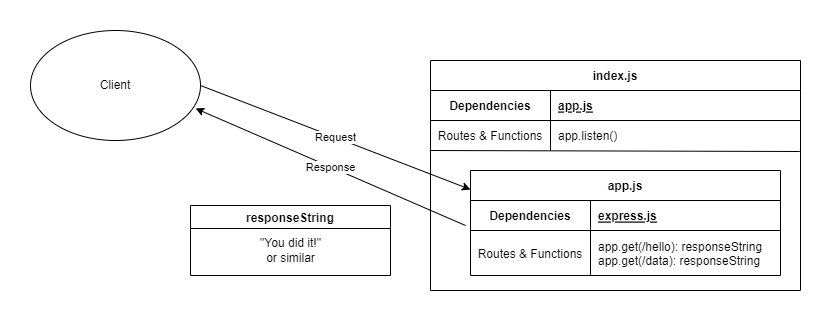 Client
index.js
Dependencies app.js
Routes & Functions app.listen()
Request
Response
app.js
Dependencies express.js
Routes & Functions app.get(/hello): responseString
app.get(/data): responseString
responseString
"You did it!"
or similar